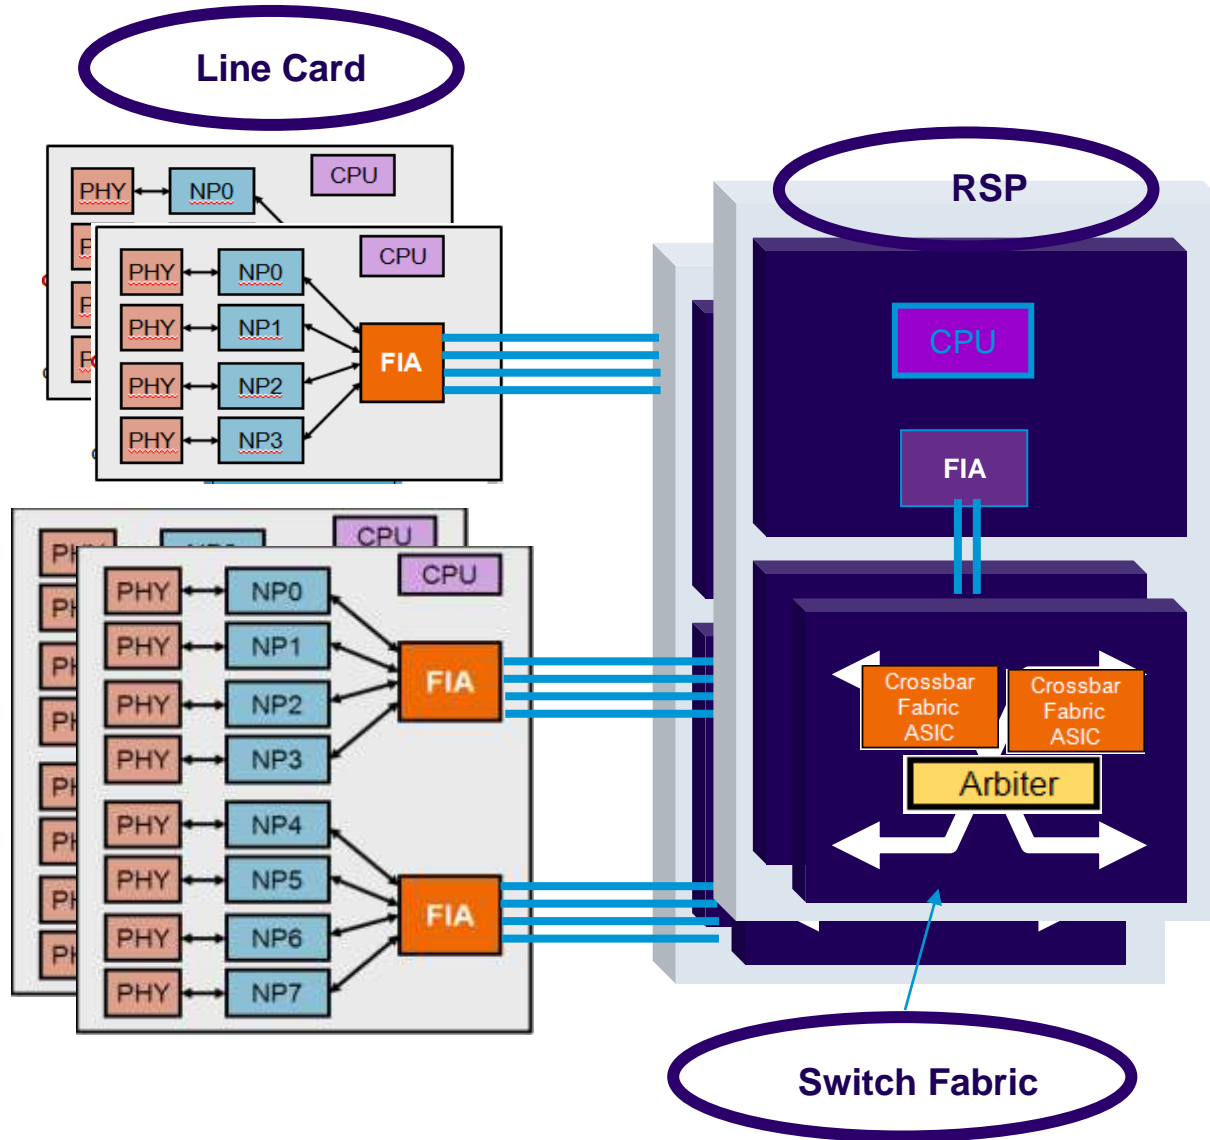 Line Card
RSP
CPU
PHY
NP0
CPU
PHY
NP0
PHY
NP1
PHY
NP2
PHY
NP3
FIA
CPU
FIA
CPU
CPU
PHY
NP0
PHY
NP1
PHY
NP2
PHY
NP3
FIA
PHY
NP4
PHY
NP5
PHY
NP6
PHY
NP7
FIA
Crossbar
Fabric
ASIC
Crossbar
Fabric
ASIC
Arbiter
Switch Fabric